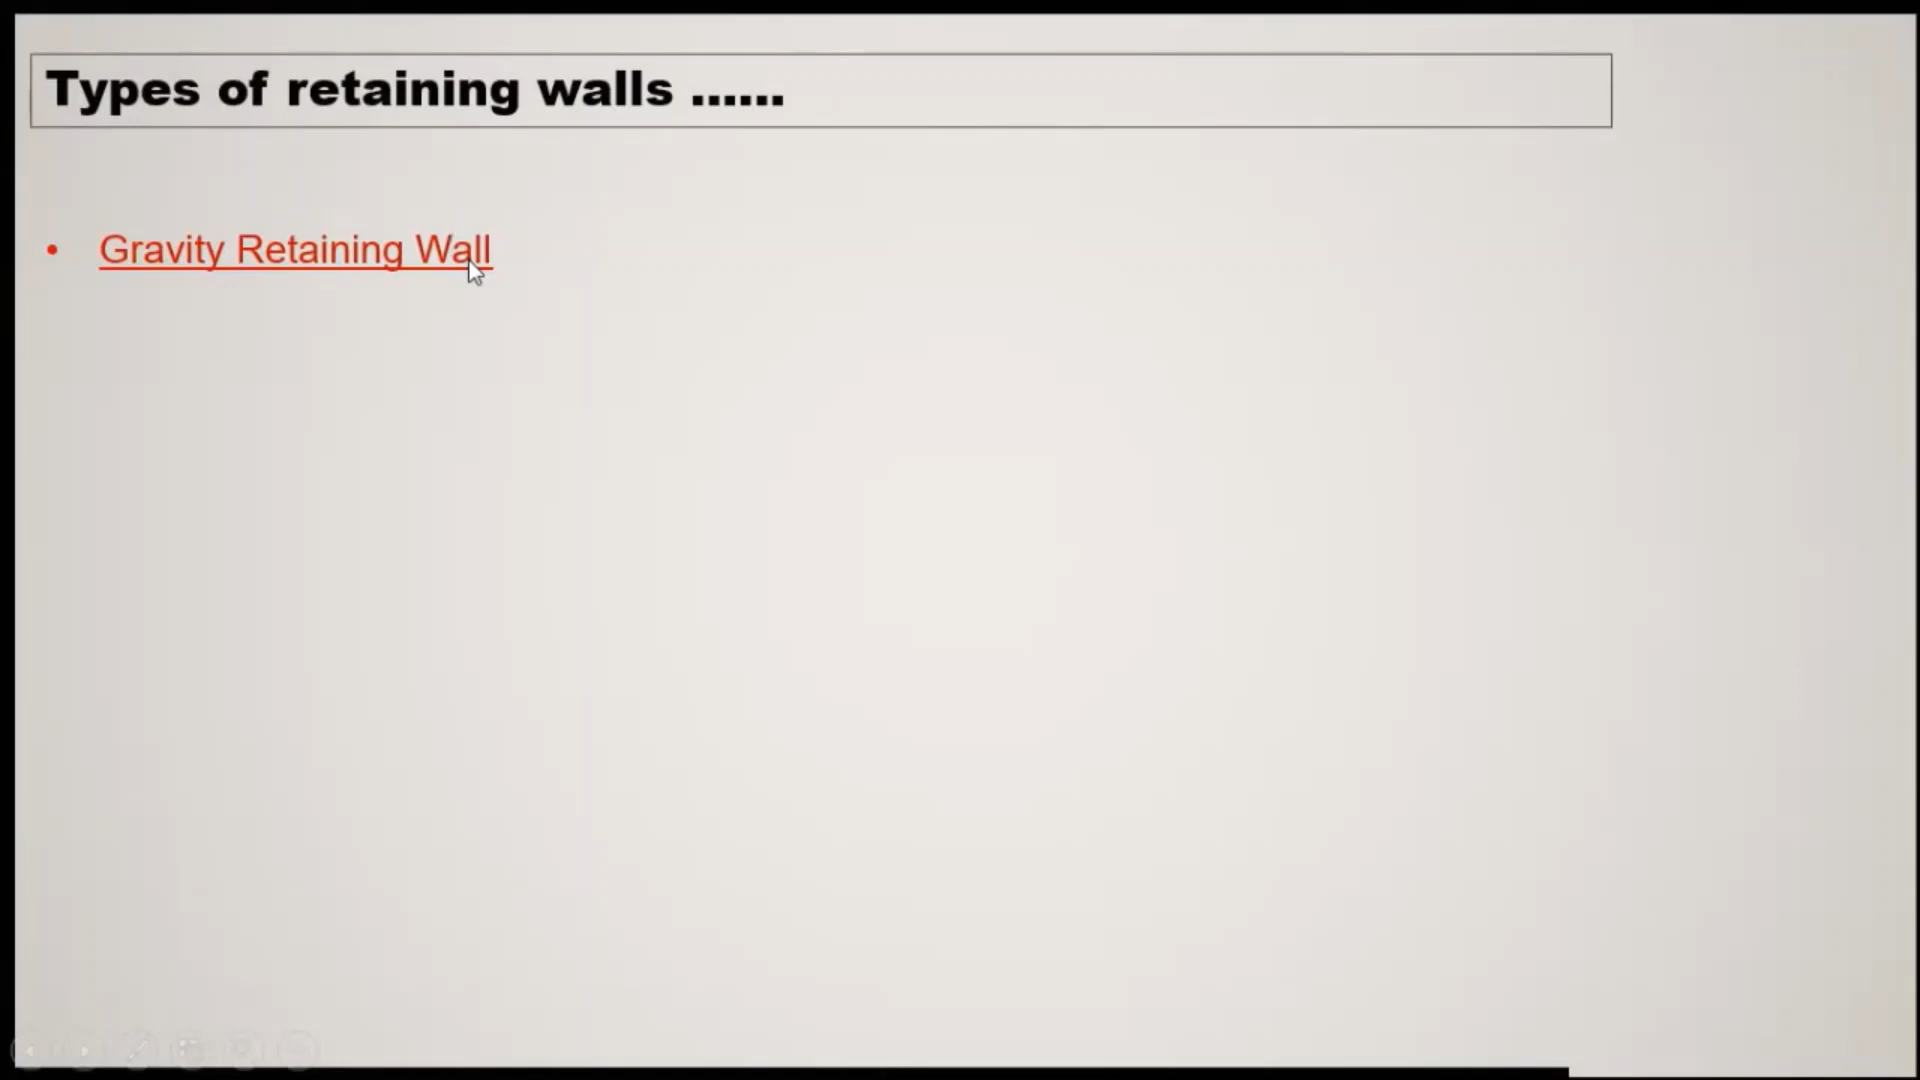 Types of retaining walls ......
• Gravity Retaining Wall